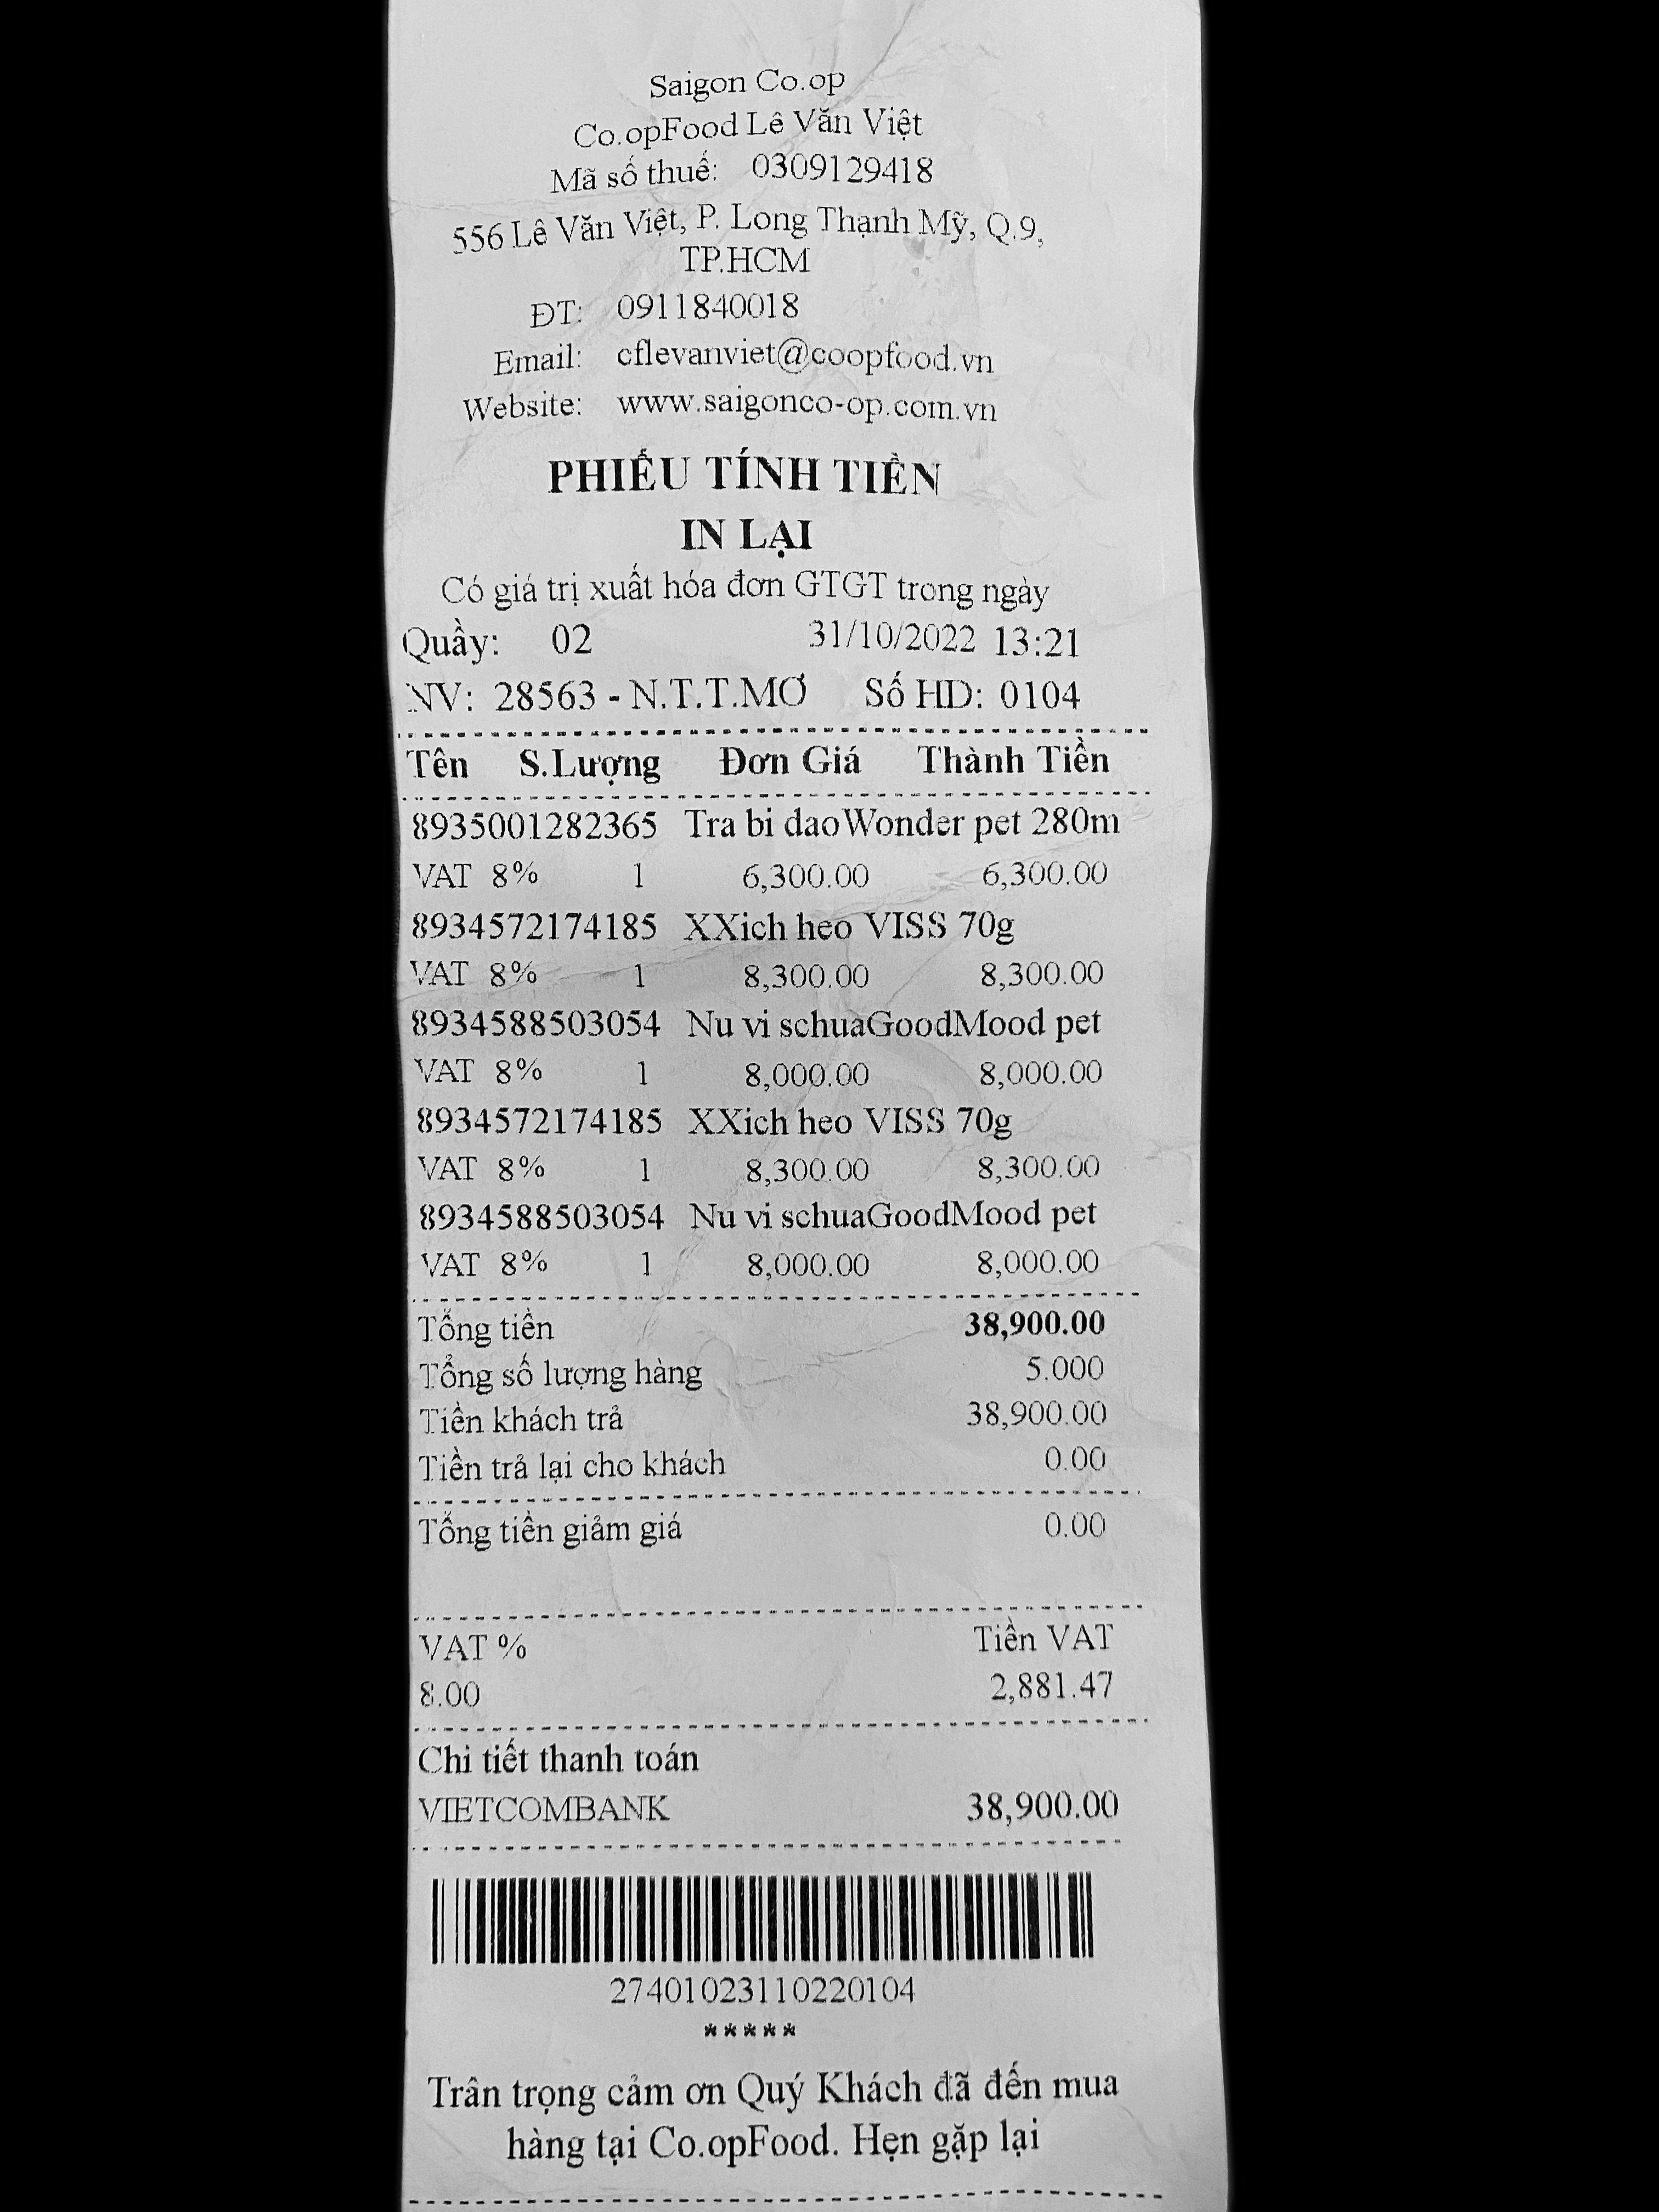 Saigon Co.op
Co.opFood Lê Văn Việt
Mã số thuế: 0309129418
556 Lê Văn Việt, P. Long Thạnh Mỹ, Q.9,
TP.HCM
ĐT: 0911840018
Email: cflevanviet@coopfood.vn
Website: www.saigonco-op.com.vn
PHIẾU TÍNH TIỀN
IN LẠI
Có giá trị xuất hóa đơn GTGT trong ngày
Quầy: 02 31/10/2022 13:21
NV: 28563 - N.T.T.MƠ Số HD: 0104
Tên S.Lượng Đơn Giá Thành Tiền
8935001282365 Tra bi daoWonder pet 280m
VAT 8% 1 6,300.00 6,300.00
8934572174185 XXich heo VISS 70g
VAT 8% 1 8,300.00 8,300.00
8934588503054 Nu vi schuaGoodMood pet
VAT 8% 1 8,000.00 8,000.00
8934572174185 XXich heo VISS 70g
VAT 8% 1 8,300.00 8,300.00
8934588503054 Nu vi schuaGoodMood pet
VAT 8% 1 8,000.00 8,000.00
Tổng tiền 38,900.00
Tổng số lượng hàng 5.000
Tiền khách trả 38,900.00
Tiền trả lại cho khách 0.00
Tổng tiền giảm giá 0.00
VAT % Tiền VAT
8.00 2,881.47
Chi tiết thanh toán
VIETCOMBANK 38,900.00
27401023110220104
*****
Trân trọng cảm ơn Quý Khách đã đến mua
hàng tại Co.opFood. Hẹn gặp lại